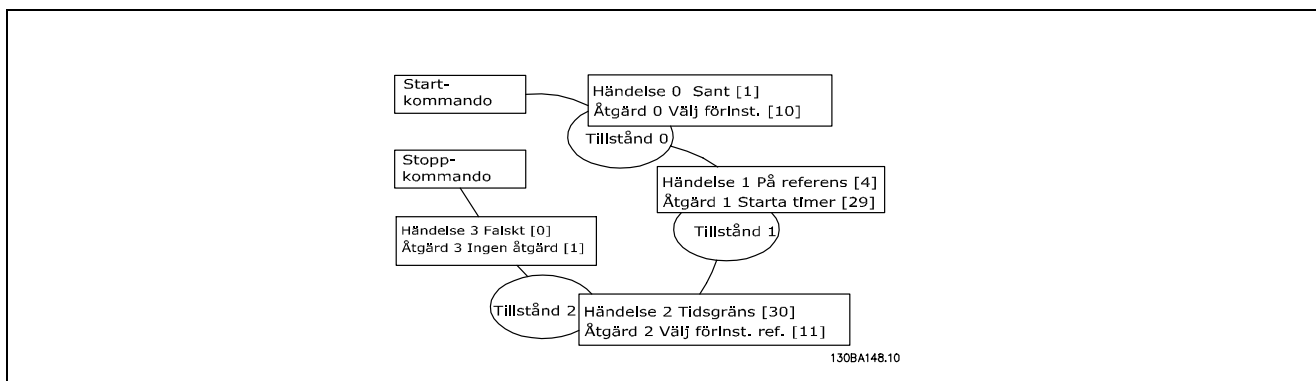 Start-
kommando
Händelse 0 Sant [1]
Åtgärd 0 Välj förinst. [10]
Tillstånd 0
Stopp-
kommando
Händelse 1 På referens [4]
Åtgärd 1 Starta timer [29]
Tillstånd 1
Händelse 3 Falskt [0]
Åtgärd 3 Ingen åtgärd [1]
Tillstånd 2
Händelse 2 Tidsgräns [30]
Åtgärd 2 Välj förinst. ref. [11]
130BA148.10